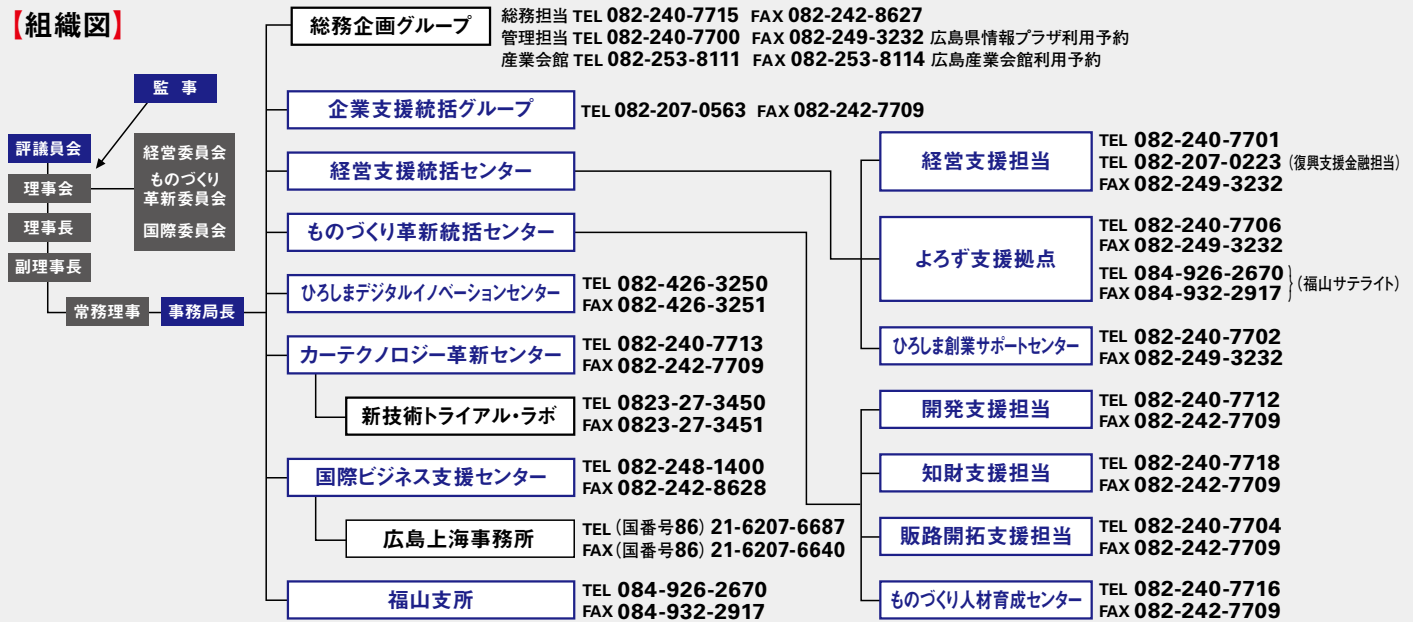 【組織図】
監 事
評議員会
理事会
理事長
副理事長
経営委員会
ものづくり
革新委員会
国際委員会
常務理事
事務局長
総務企画グループ
総務担当 TEL 082-240-7715 FAX 082-242-8627
管理担当 TEL 082-240-7700 FAX 082-249-3232 広島県情報プラザ利用予約
産業会館 TEL 082-253-8111 FAX 082-253-8114 広島産業会館利用予約
企業支援統括グループ
TEL 082-207-0563 FAX 082-242-7709
経営支援統括センター
ものづくり革新統括センター
ひろしまデジタルイノベーションセンター
TEL 082-426-3250
FAX 082-426-3251
カーテクノロジー革新センター
TEL 082-240-7713
FAX 082-242-7709
新技術トライアル・ラボ
TEL 0823-27-3450
FAX 0823-27-3451
国際ビジネス支援センター
TEL 082-248-1400
FAX 082-242-8628
広島上海事務所
TEL (国番号86) 21-6207-6687
FAX (国番号86) 21-6207-6640
福山支所
TEL 084-926-2670
FAX 084-932-2917
経営支援担当
TEL 082-240-7701
TEL 082-207-0223 (復興支援金融担当)
FAX 082-249-3232
よろず支援拠点
TEL 082-240-7706
FAX 082-249-3232
TEL 084-926-2670
FAX 084-932-2917
(福山サテライト)
ひろしま創業サポートセンター
TEL 082-240-7702
FAX 082-249-3232
開発支援担当
TEL 082-240-7712
FAX 082-242-7709
知財支援担当
TEL 082-240-7718
FAX 082-242-7709
販路開拓支援担当
TEL 082-240-7704
FAX 082-242-7709
ものづくり人材育成センター
TEL 082-240-7716
FAX 082-242-7709